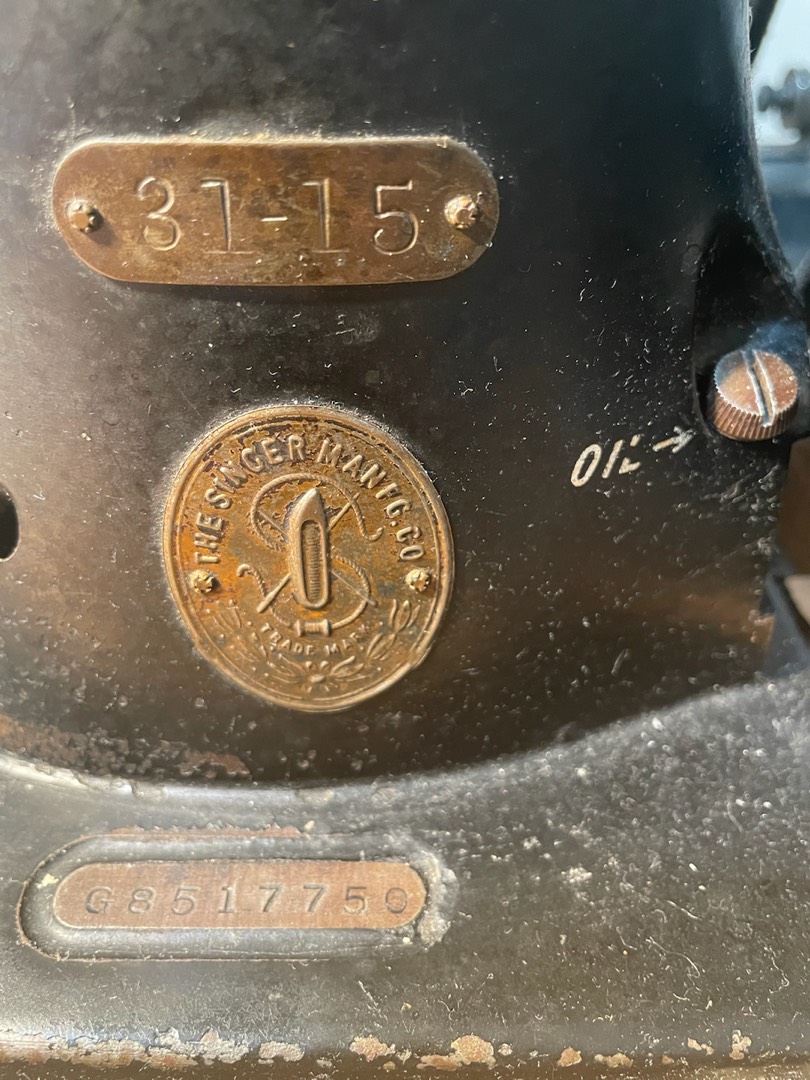 31-15
THE SINGER MANFG. CO
TRADE MARK
OIL →
G8517750